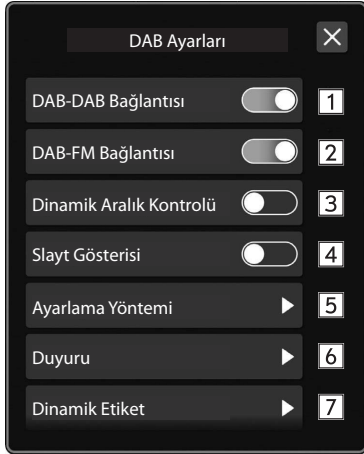 DAB Ayarları
DAB-DAB Bağlantısı 1
DAB-FM Bağlantısı 2
Dinamik Aralık Kontrolü 3
Slayt Gösterisi 4
Ayarlama Yöntemi 5
Duyuru 6
Dinamik Etiket 7